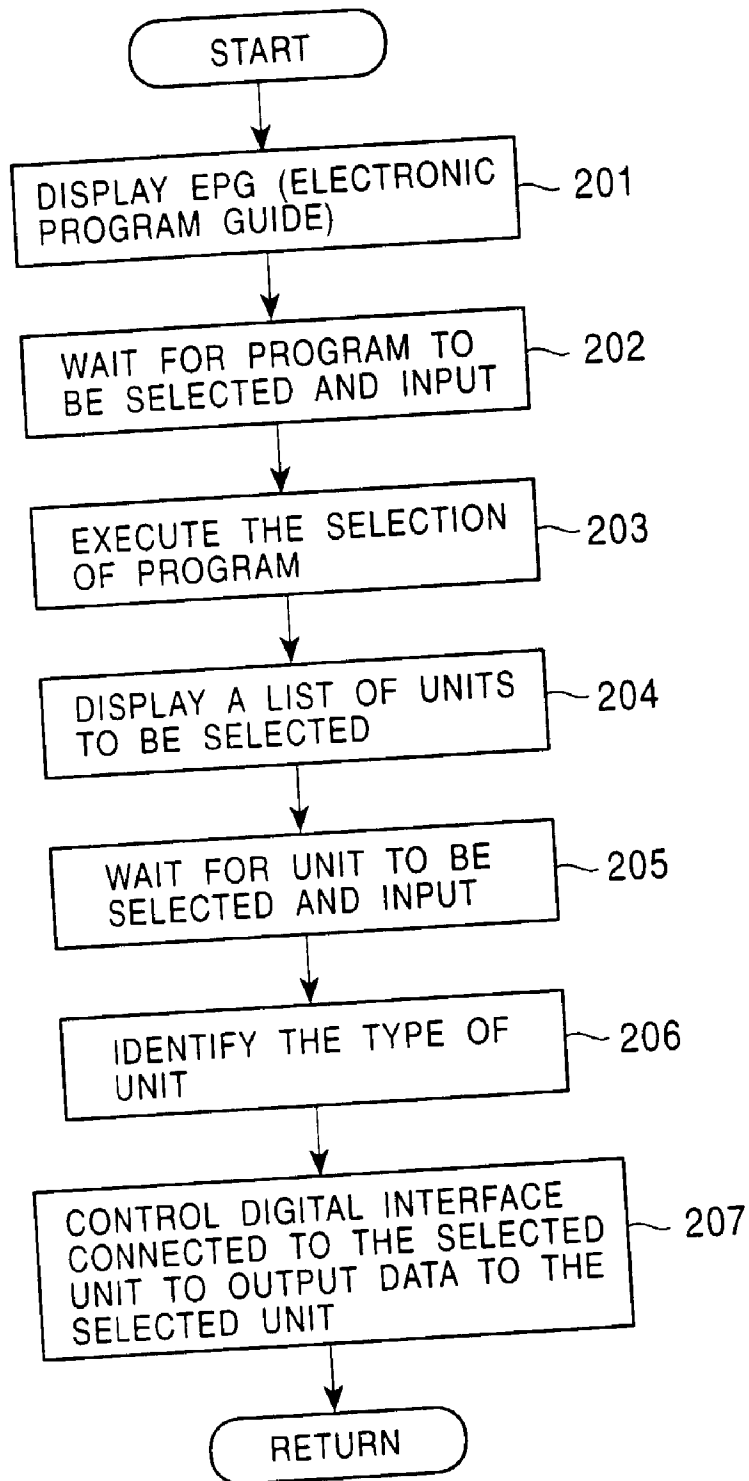 START
DISPLAY EPG (ELECTRONIC
PROGRAM GUIDE)
201
WAIT FOR PROGRAM TO
BE SELECTED AND INPUT
202
EXECUTE THE SELECTION
OF PROGRAM
203
DISPLAY A LIST OF UNITS
TO BE SELECTED
204
WAIT FOR UNIT TO BE
SELECTED AND INPUT
205
IDENTIFY THE TYPE OF
UNIT
206
CONTROL DIGITAL INTERFACE
CONNECTED TO THE SELECTED
UNIT TO OUTPUT DATA TO THE
SELECTED UNIT
207
RETURN